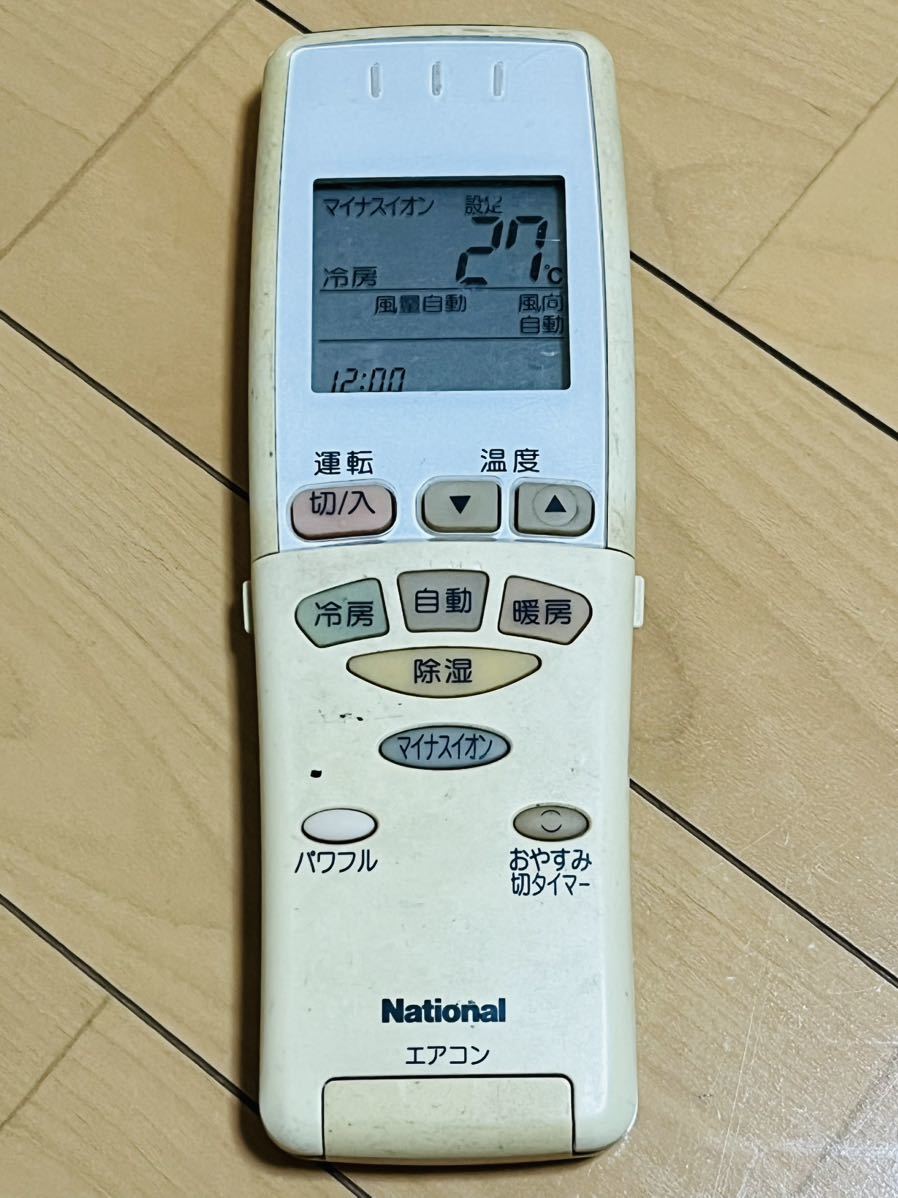 マイナスイオン 設定
27℃
冷房
風量自動 風向
自動
12:00
運転 温度
切/入 ▼ ▲
冷房 自動 暖房
除湿
マイナスイオン
パワフル おやすみ
切タイマー
National
エアコン